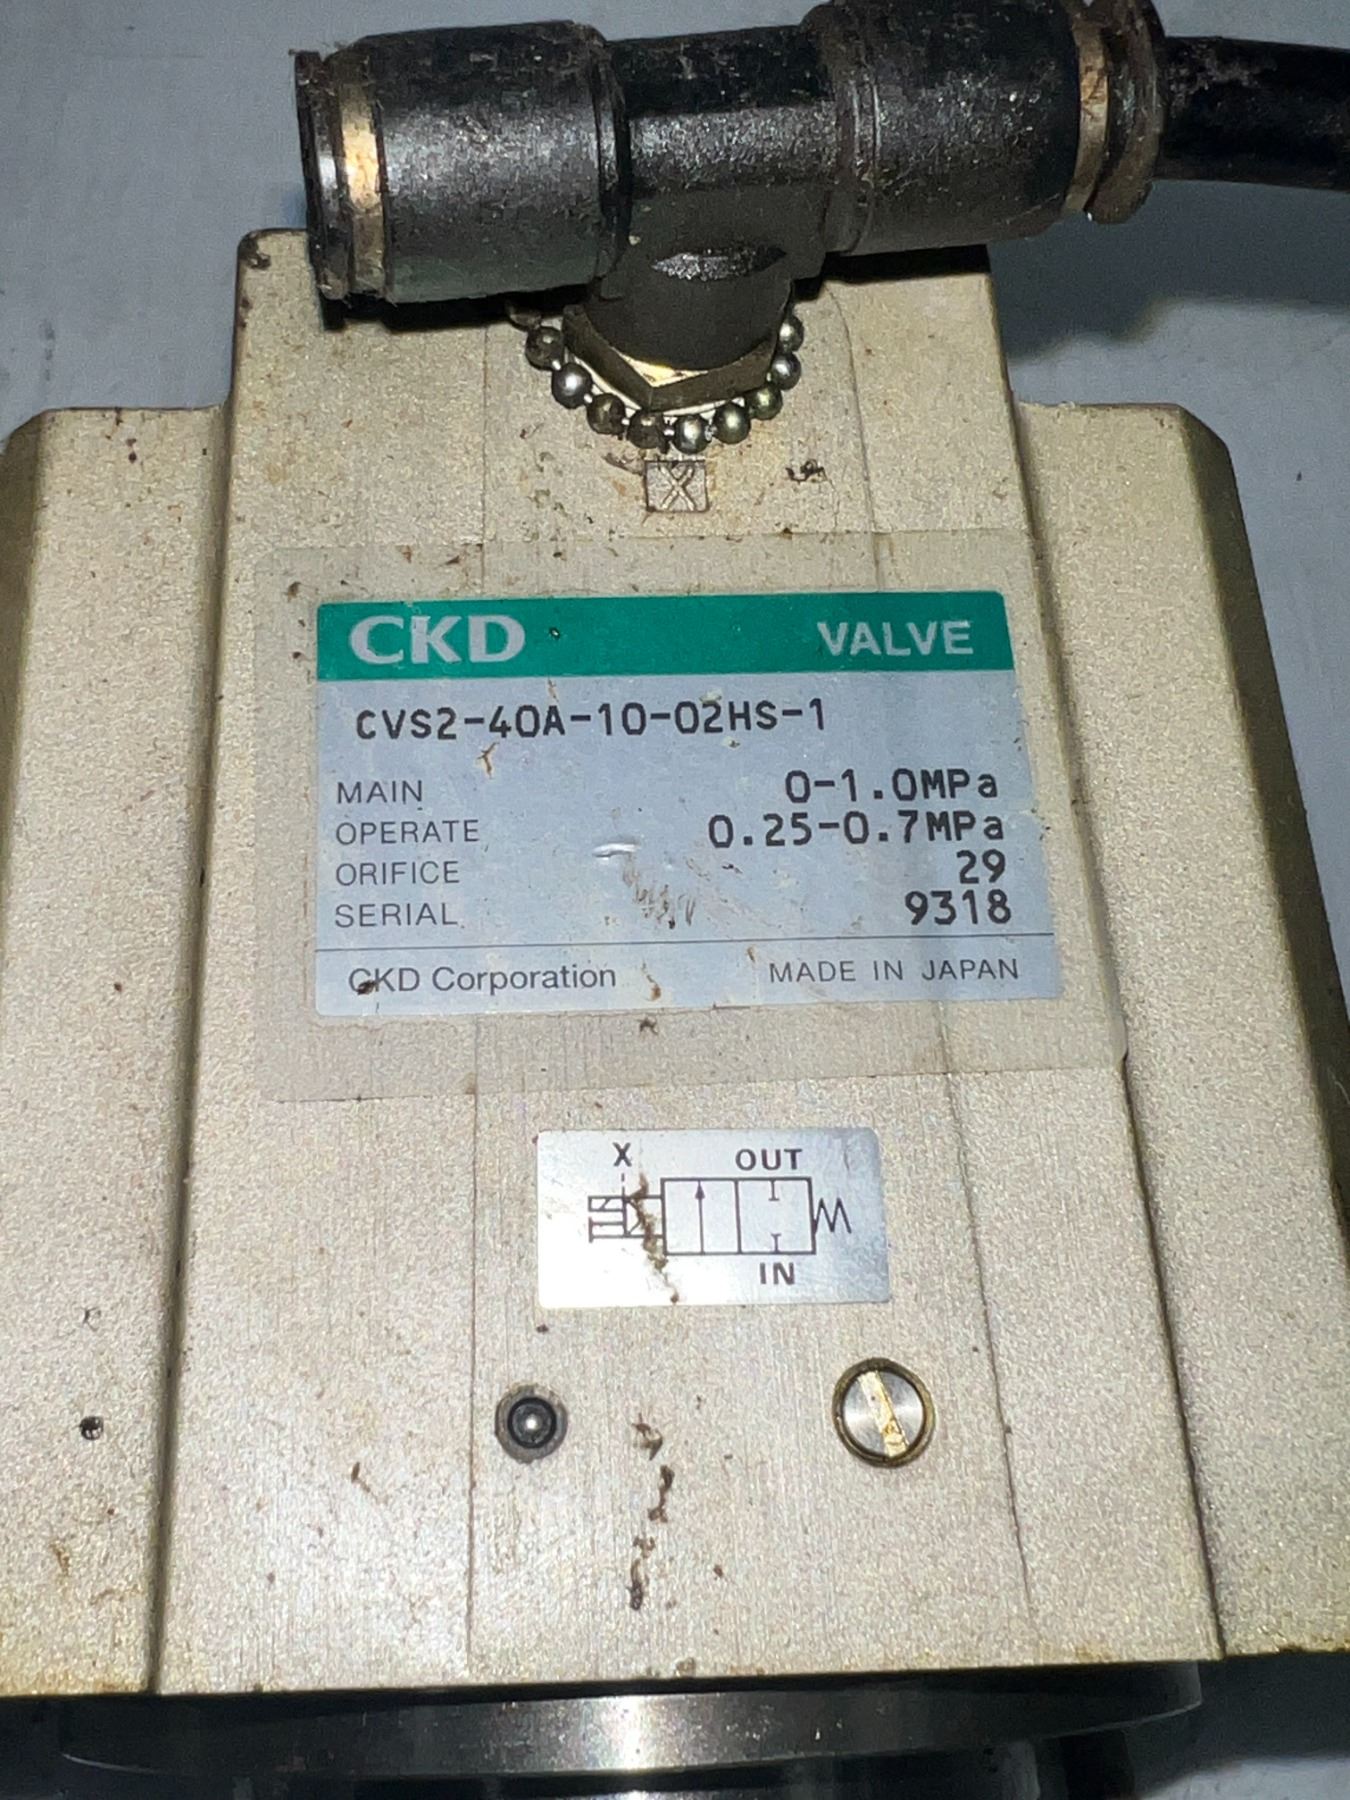 X
CKD VALVE
CVS2-40A-10-02HS-1
MAIN 0-1.0MPa
OPERATE 0.25-0.7MPa
ORIFICE 29
SERIAL 9318
CKD Corporation MADE IN JAPAN
X OUT
IN